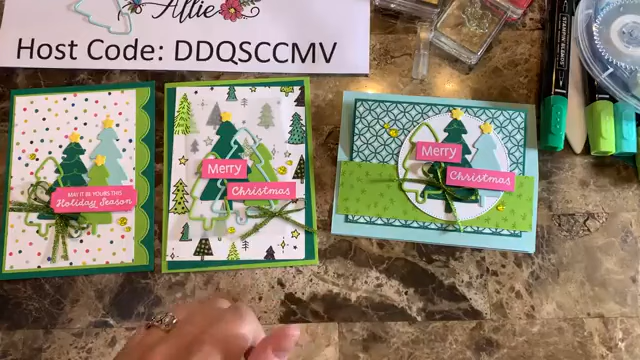 Allie
Host Code: DDQSCCMV
MAY IT BE YOURS THIS
Holiday Season
Merry
Christmas
Merry
Christmas
STAMPIN' BLENDS